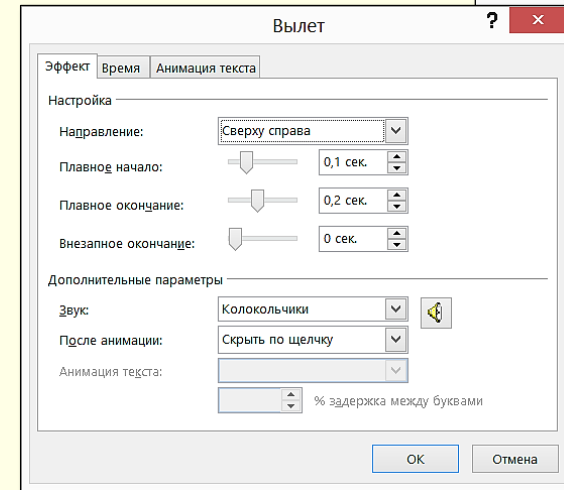 Вылет
?
Эффект Время Анимация текста
Настройка
Направление: Сверху справа
Плавное начало: 0,1 сек.
Плавное окончание: 0,2 сек.
Внезапное окончание: 0 сек.
Дополнительные параметры
Звук: Колокольчики
После анимации: Скрыть по щелчку
Анимация текста:
% задержка между буквами
ОК Отмена